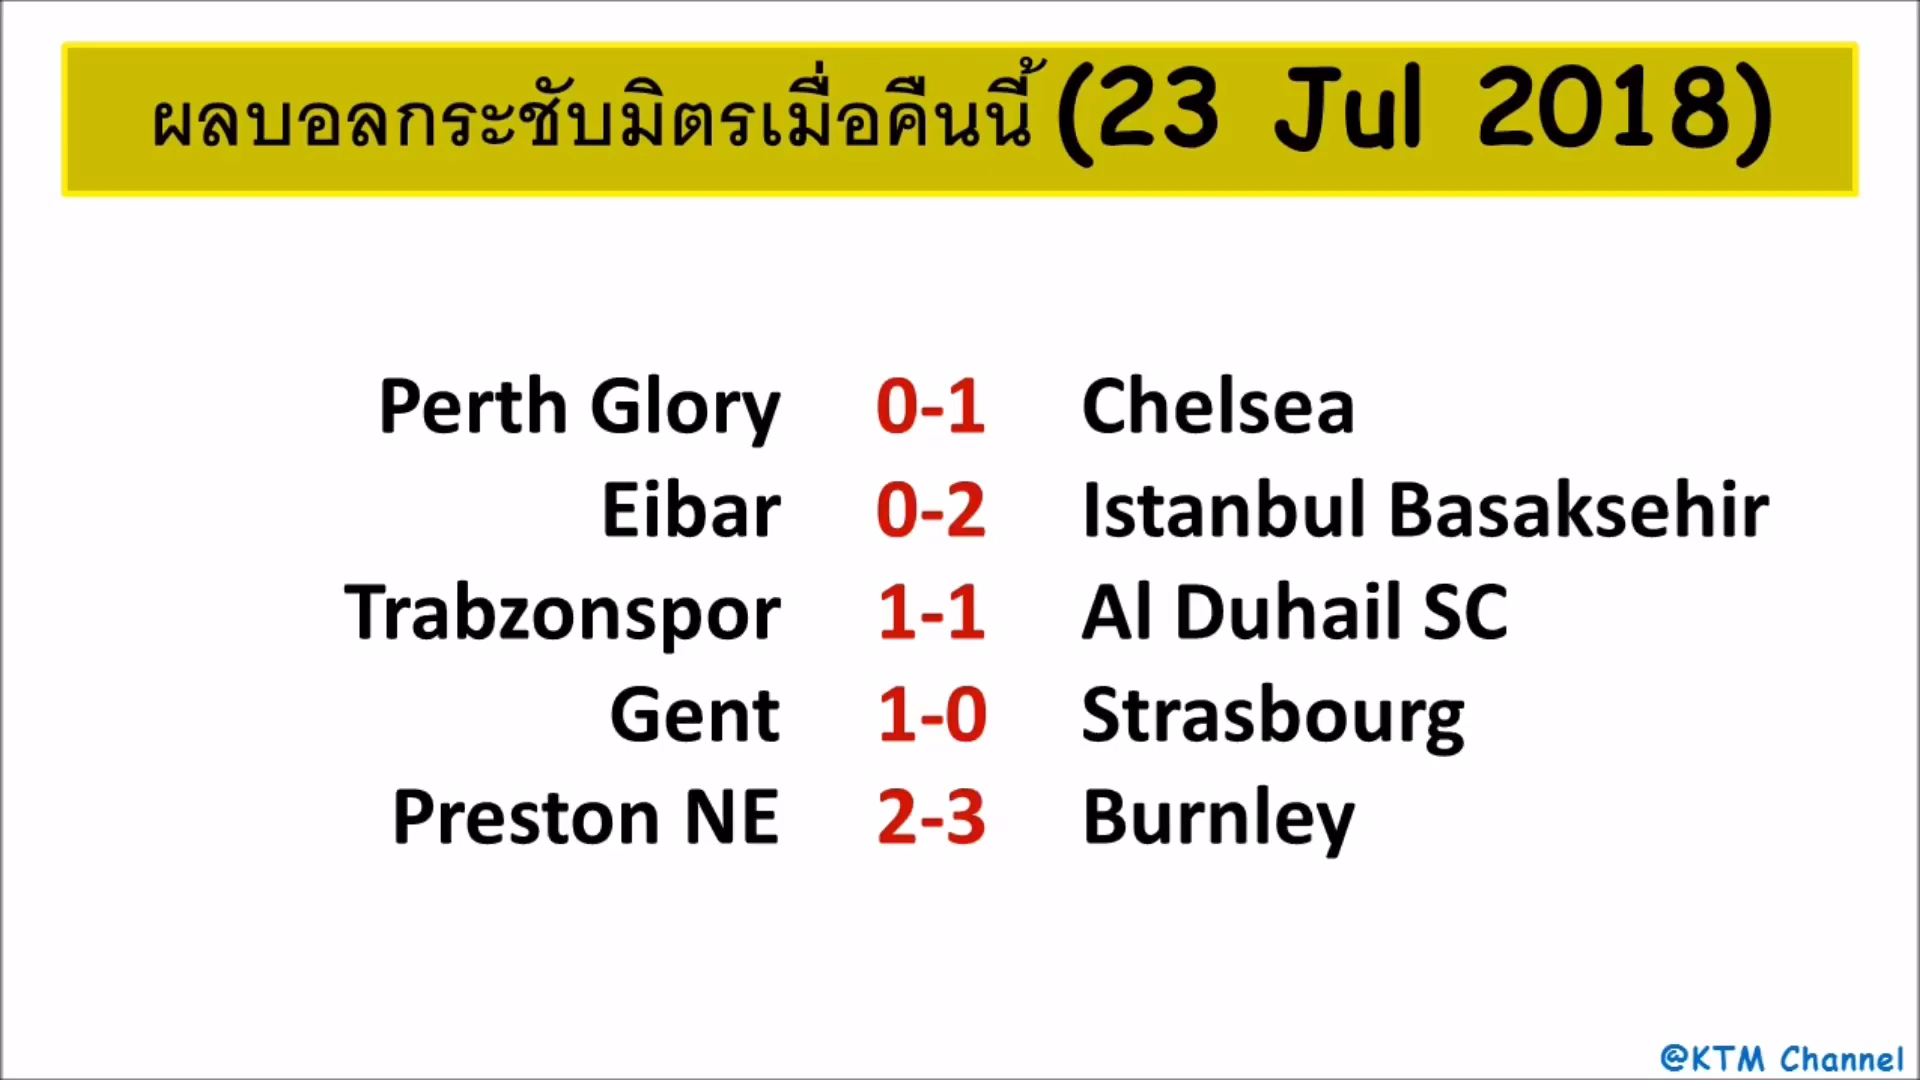 ผลบอลกระชับมิตรเมื่อคืนนี้ (23 Jul 2018)
Perth Glory 0-1 Chelsea
Eibar 0-2 Istanbul Basaksehir
Trabzonspor 1-1 Al Duhail SC
Gent 1-0 Strasbourg
Preston NE 2-3 Burnley
@KTM Channel